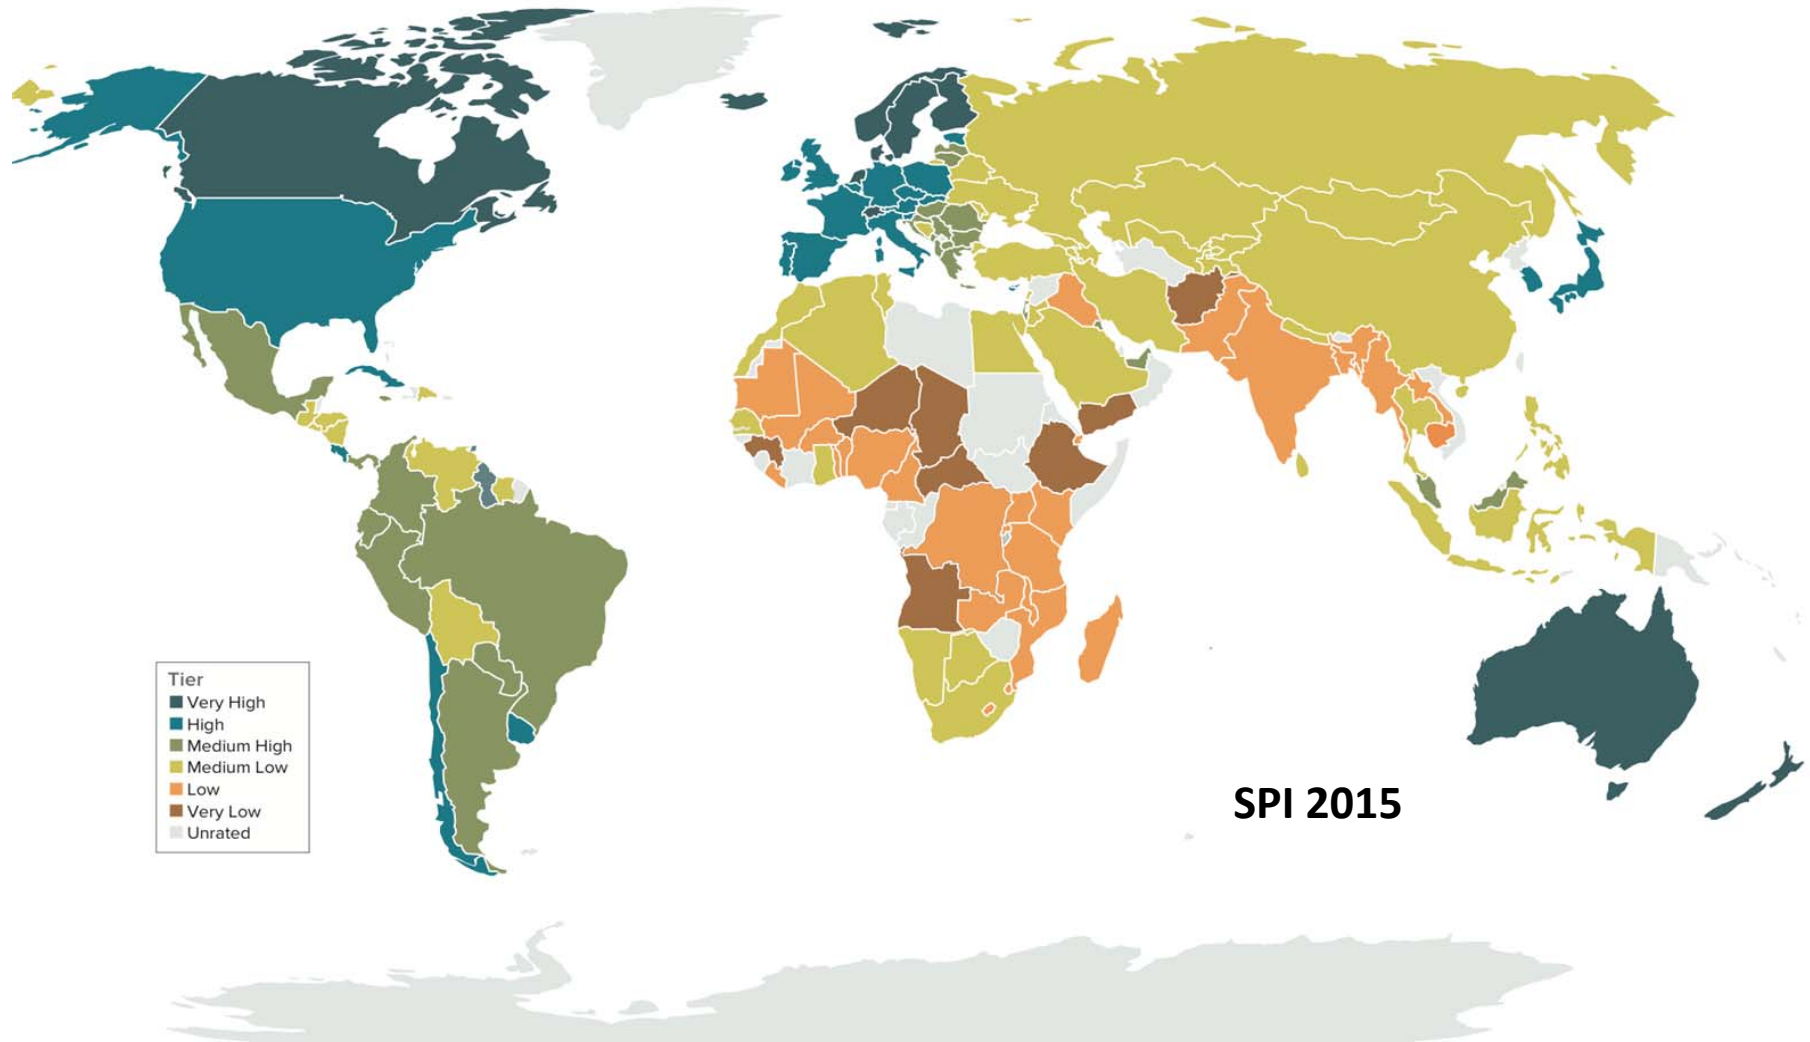 Tier
Very High
High
Medium High
Medium Low
Low
Very Low
Unrated
SPI 2015